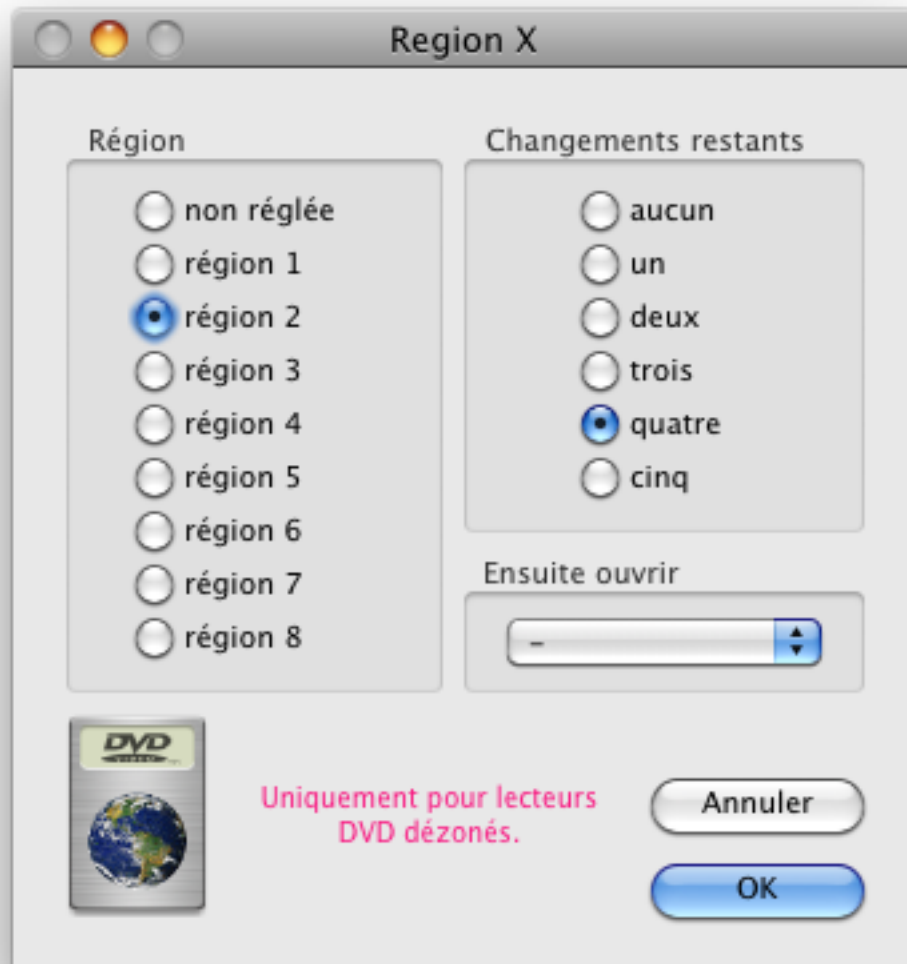 Region X
Région
non réglée
région 1
région 2
région 3
région 4
région 5
région 6
région 7
région 8
Changements restants
aucun
un
deux
trois
quatre
cinq
Ensuite ouvrir
–
DVD
VIDEO
Uniquement pour lecteurs
DVD dézonés.
Annuler
OK